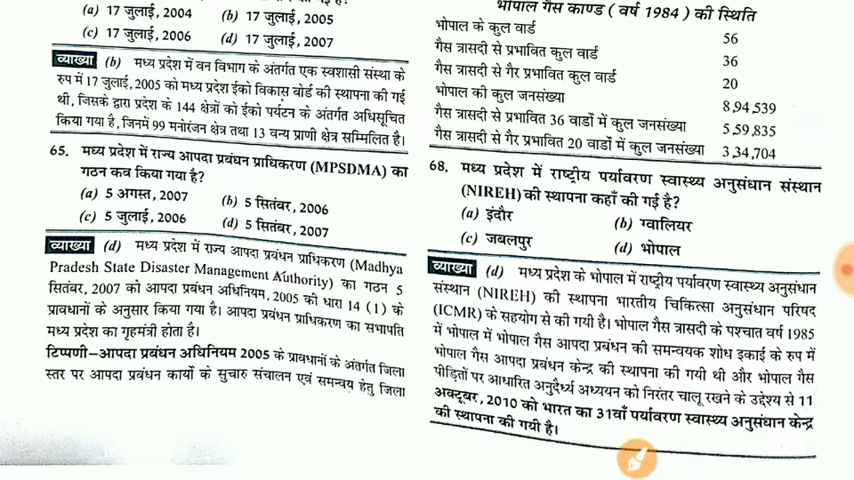 (a) 17 जुलाई, 2004 (b) 17 जुलाई, 2005
(c) 17 जुलाई, 2006 (d) 17 जुलाई, 2007
व्याख्या (b) मध्य प्रदेश में वन विभाग के अंतर्गत एक स्वशासी संस्था के
रुप में 17 जुलाई, 2005 को मध्य प्रदेश ईको विकास बोर्ड की स्थापना की गई
थी, जिसके द्वारा प्रदेश के 144 क्षेत्रों को ईको पर्यटन के अंतर्गत अधिसूचित
किया गया है, जिनमें 99 मनोरंजन क्षेत्र तथा 13 वन्य प्राणी क्षेत्र सम्मिलित है।
65. मध्य प्रदेश में राज्य आपदा प्रवंधन प्राधिकरण (MPSDMA) का
गठन कब किया गया है?
(a) 5 अगस्त, 2007 (b) 5 सितंबर, 2006
(c) 5 जुलाई, 2006 (d) 5 सितंबर, 2007
व्याख्या (d) मध्य प्रदेश में राज्य आपदा प्रबंधन प्राधिकरण (Madhya
Pradesh State Disaster Management Authority) का गठन 5
सितंबर, 2007 को आपदा प्रबंधन अधिनियम, 2005 की धारा 14 (1) के
प्रावधानों के अनुसार किया गया है। आपदा प्रबंधन प्राधिकरण का सभापति
मध्य प्रदेश का गृहमंत्री होता है।
टिप्पणी–आपदा प्रबंधन अधिनियम 2005 के प्रावधानों के अंतर्गत जिला
स्तर पर आपदा प्रबंधन कार्यों के सुचारु संचालन एवं समन्वय हेतु जिला
भोपाल गैस काण्ड ( वर्ष 1984 ) की स्थिति
भोपाल के कुल वार्ड 56
गैस त्रासदी से प्रभावित कुल वार्ड 36
गैस त्रासदी से गैर प्रभावित कुल वार्ड 20
भोपाल की कुल जनसंख्या 8,94,539
गैस त्रासदी से प्रभावित 36 वार्डो में कुल जनसंख्या 5,59,835
गैस त्रासदी से गैर प्रभावित 20 वार्डो में कुल जनसंख्या 3,34,704
68. मध्य प्रदेश में राष्ट्रीय पर्यावरण स्वास्थ्य अनुसंधान संस्थान
(NIREH) की स्थापना कहाँ की गई है?
(a) इंदौर (b) ग्वालियर
(c) जबलपुर (d) भोपाल
व्याख्या (d) मध्य प्रदेश के भोपाल में राष्ट्रीय पर्यावरण स्वास्थ्य अनुसंधान
संस्थान (NIREH) की स्थापना भारतीय चिकित्सा अनुसंधान परिषद
(ICMR) के सहयोग से की गयी है। भोपाल गैस त्रासदी के पश्चात वर्ष 1985
में भोपाल में भोपाल गैस आपदा प्रबंधन की समन्वयक शोध इकाई के रुप में
भोपाल गैस आपदा प्रबंधन केन्द्र की स्थापना की गयी थी और भोपाल गैस
पीड़ितों पर आधारित अनुदैर्ध्य अध्ययन को निरंतर चालू रखने के उद्देश्य से 11
अक्टूबर, 2010 को भारत का 31वाँ पर्यावरण स्वास्थ्य अनुसंधान केन्द्र
की स्थापना की गयी है।